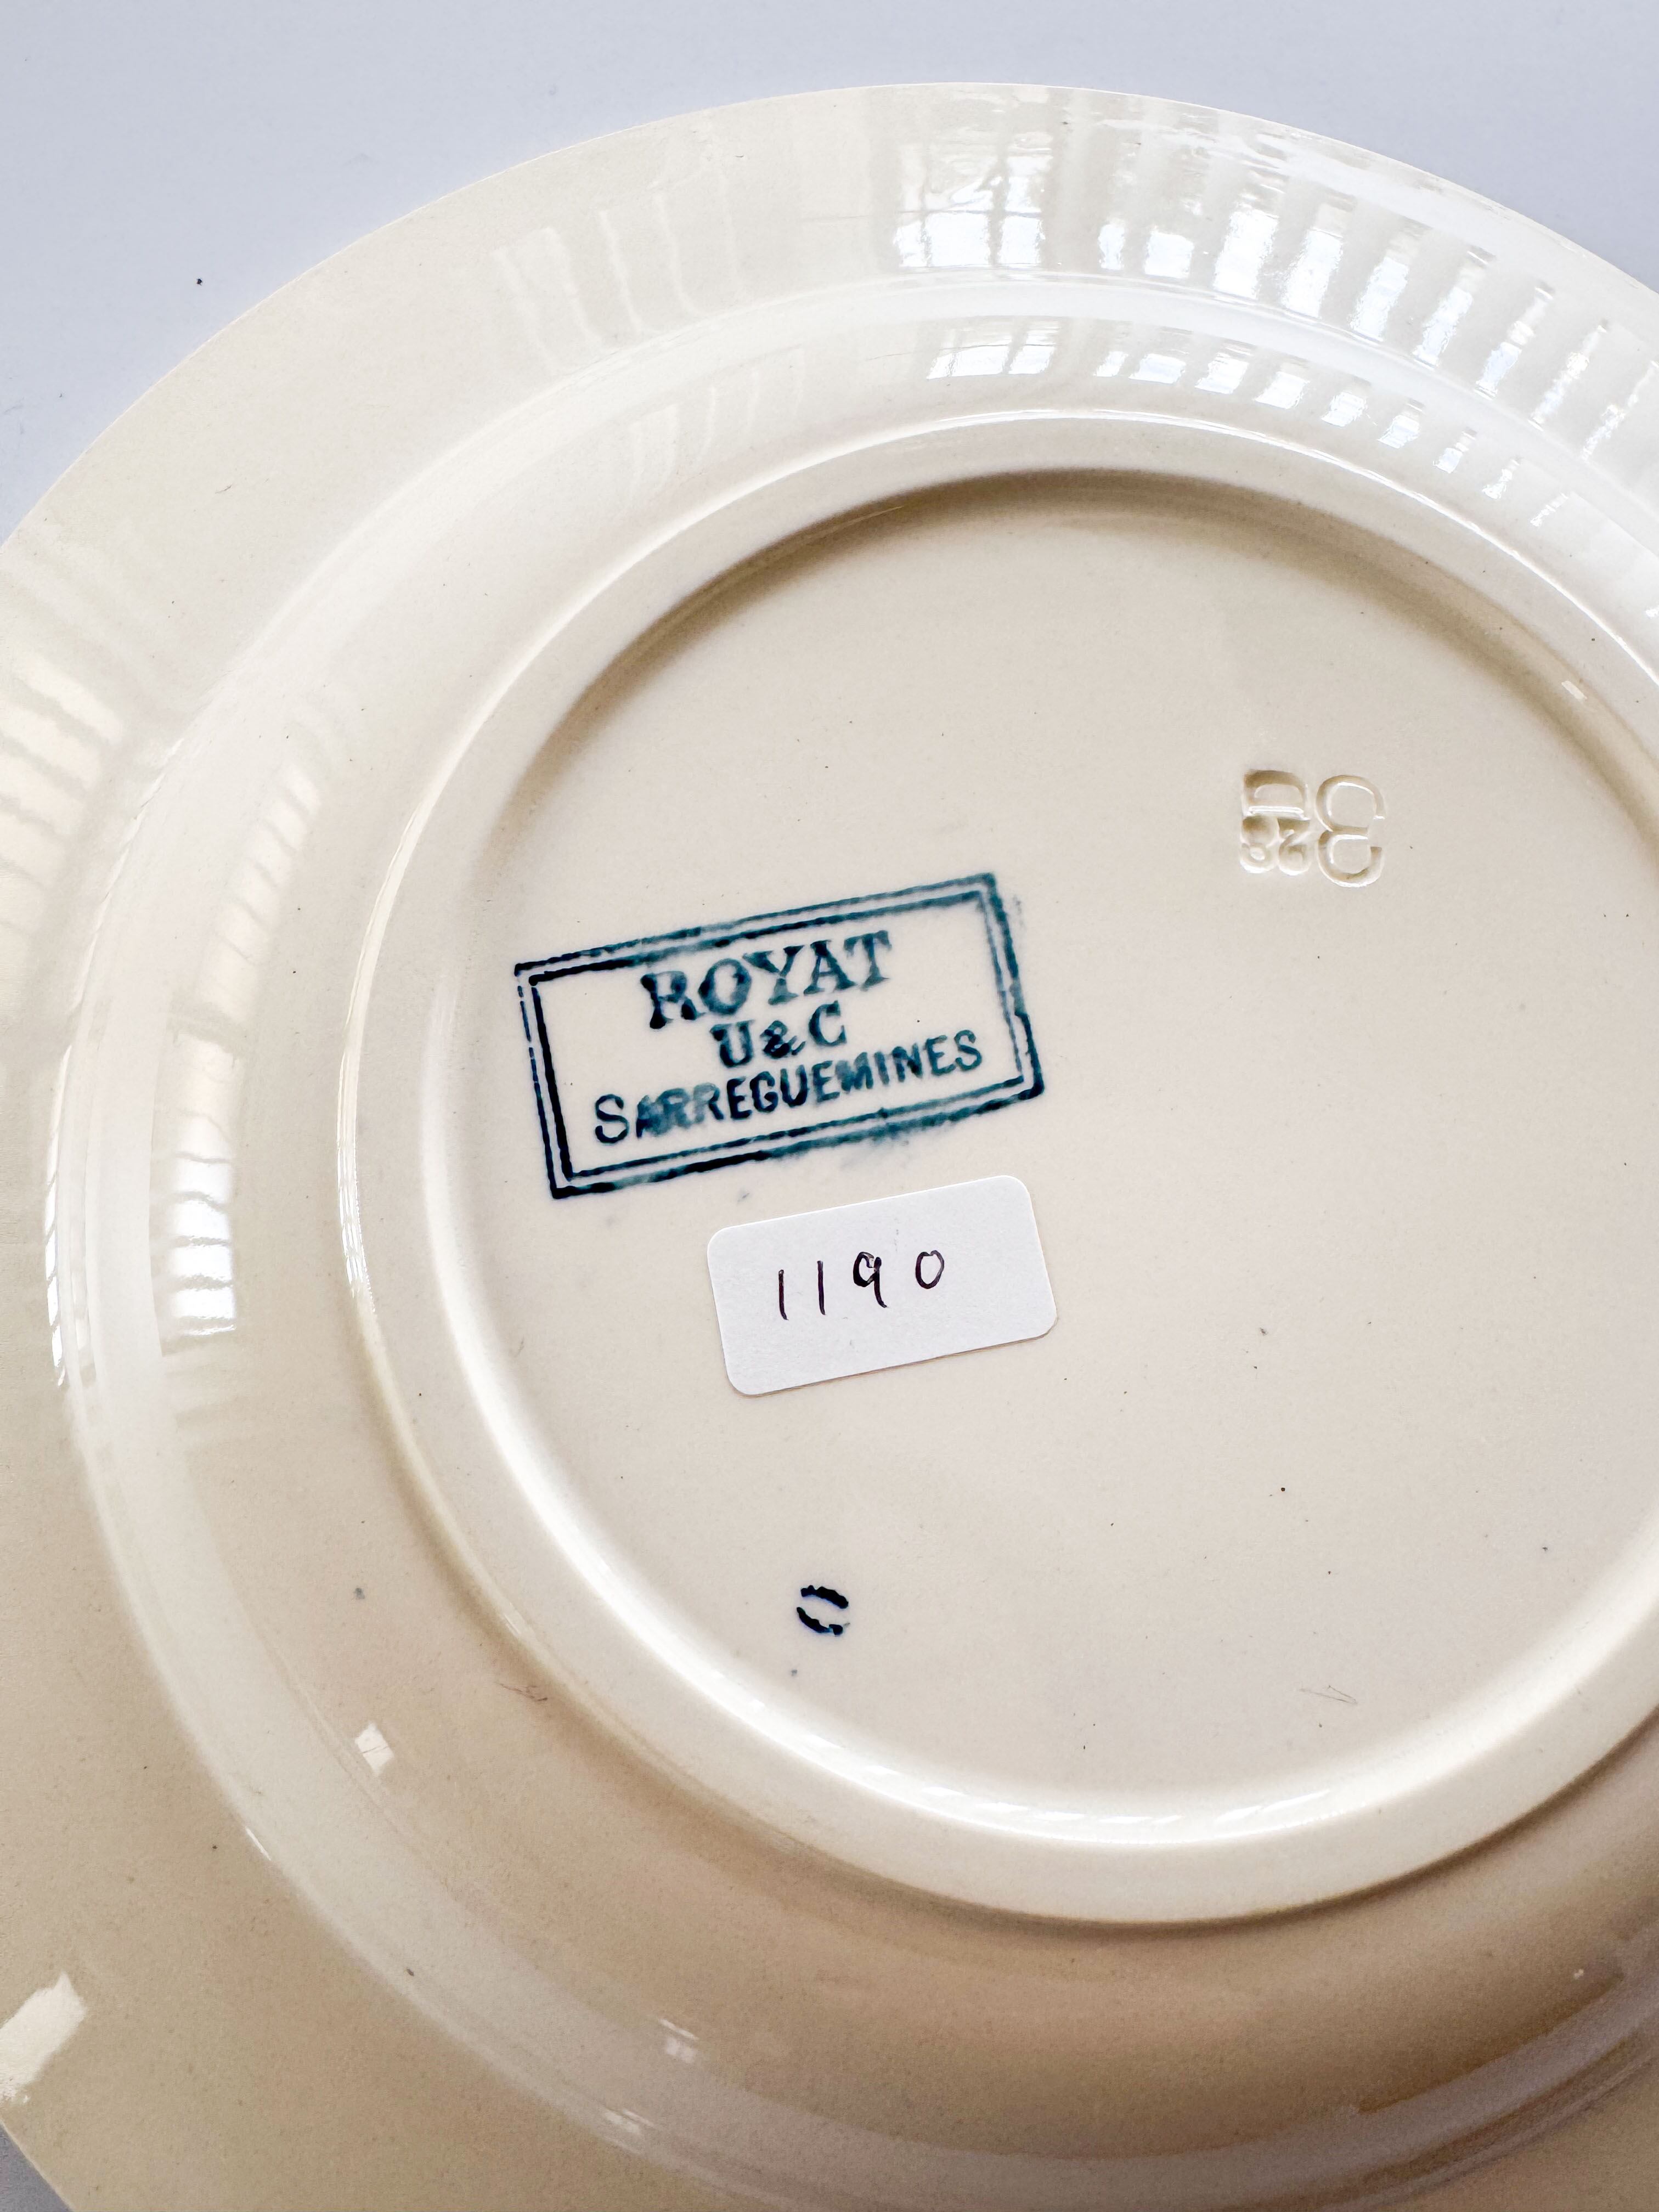 ROYAT
U&C
SARREGUEMINES
1190